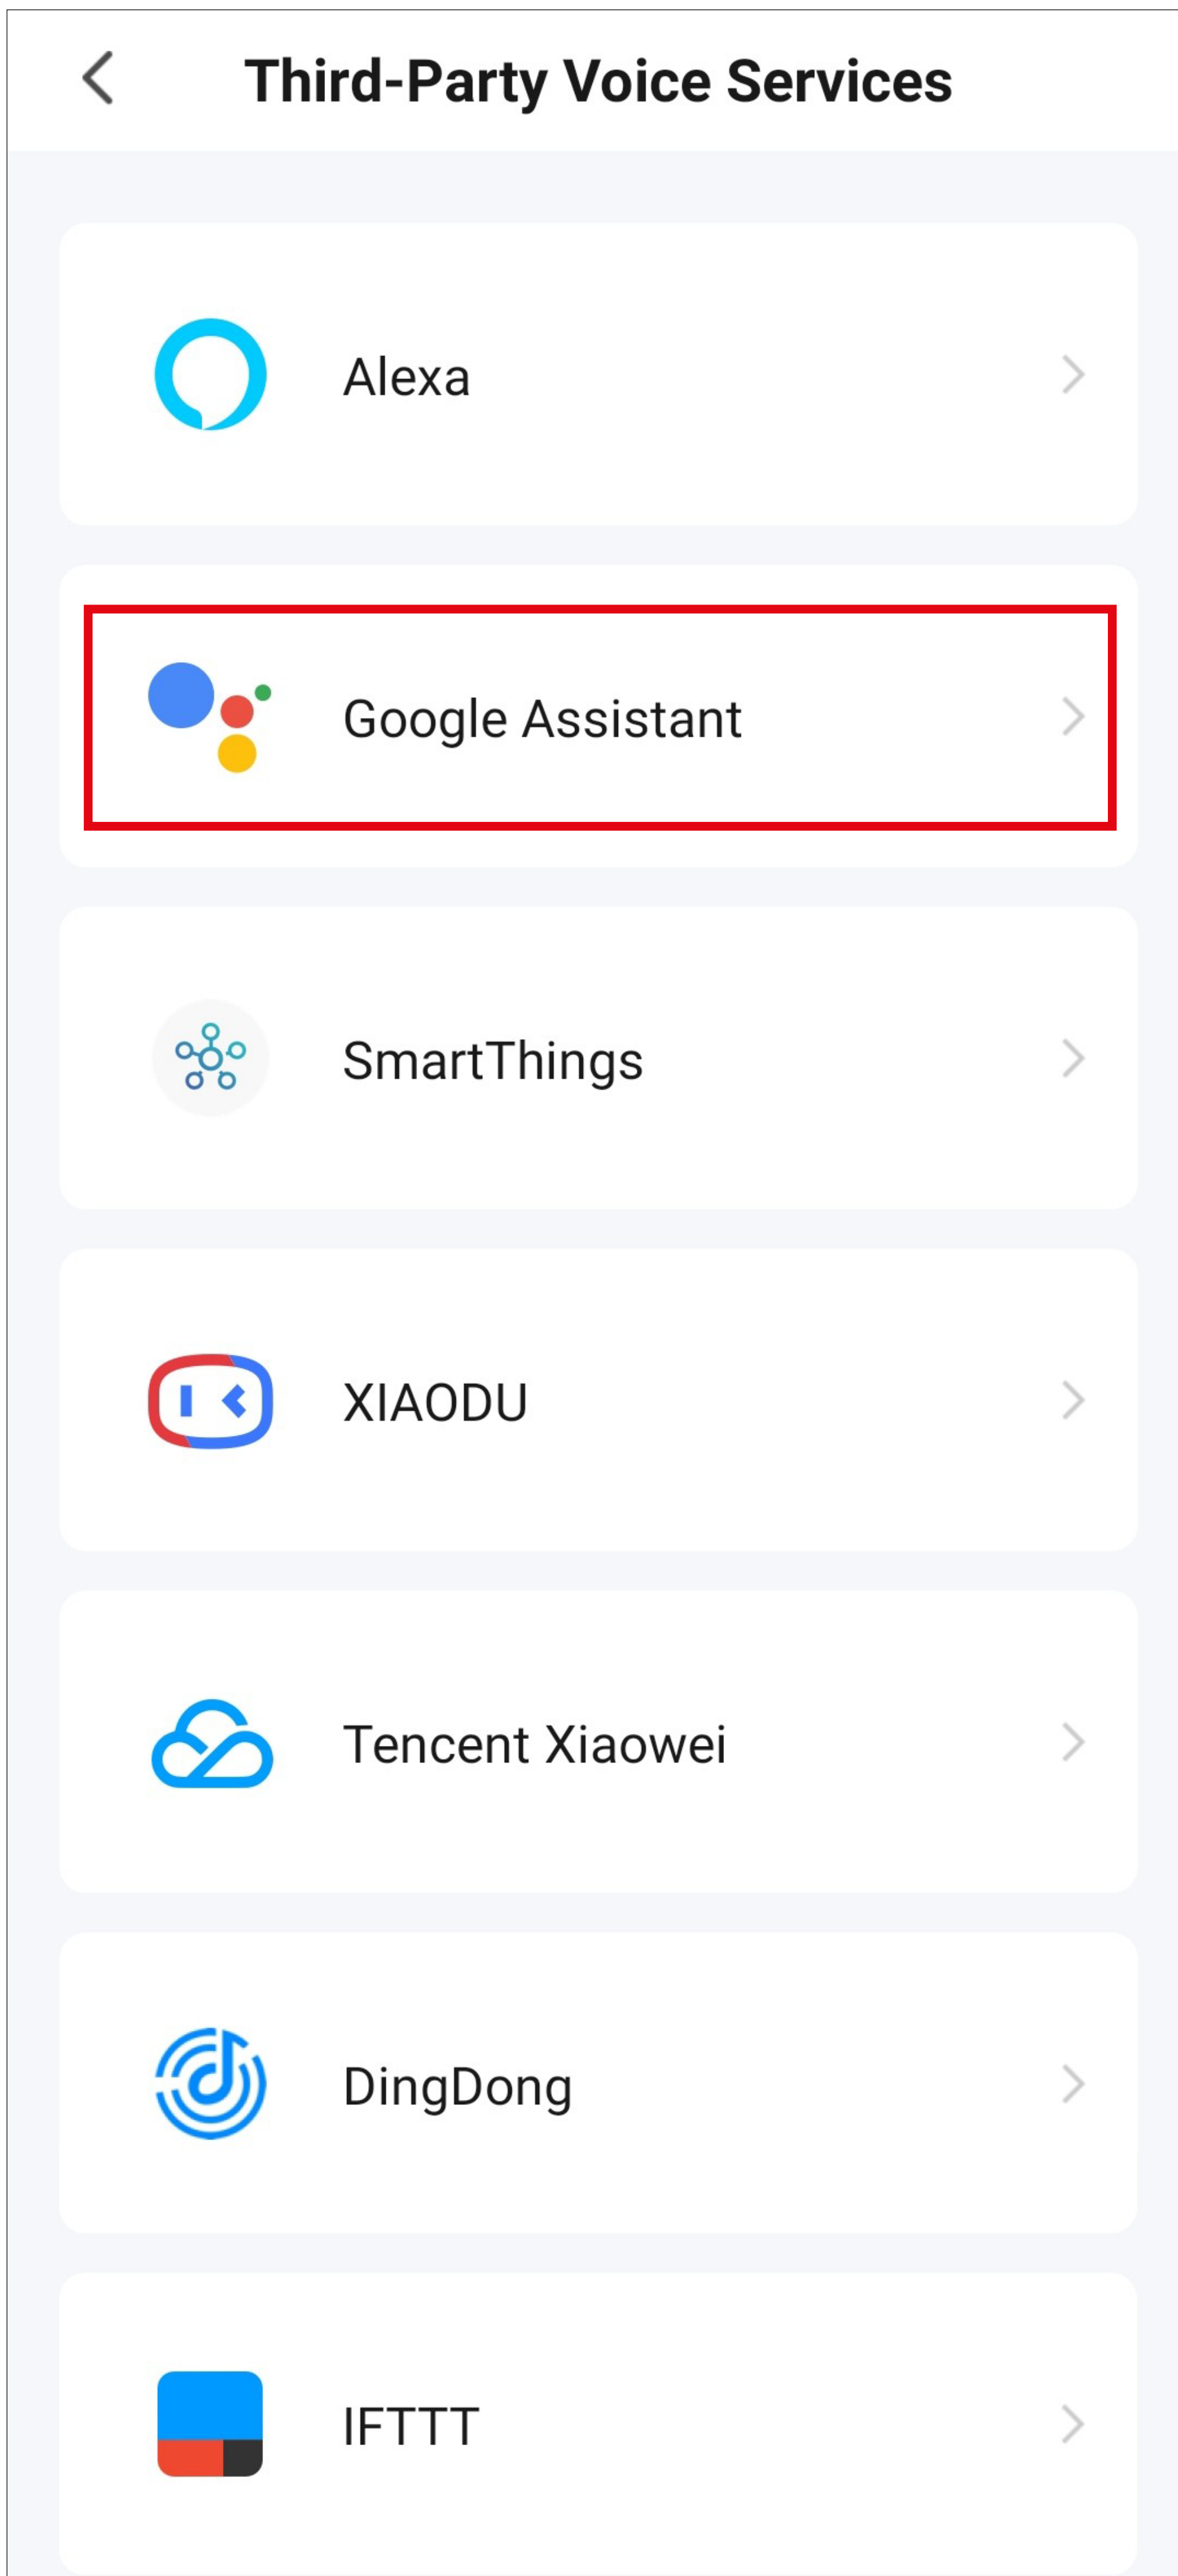 Third-Party Voice Services
Alexa
Google Assistant
SmartThings
XIAODU
Tencent Xiaowei
DingDong
IFTTT